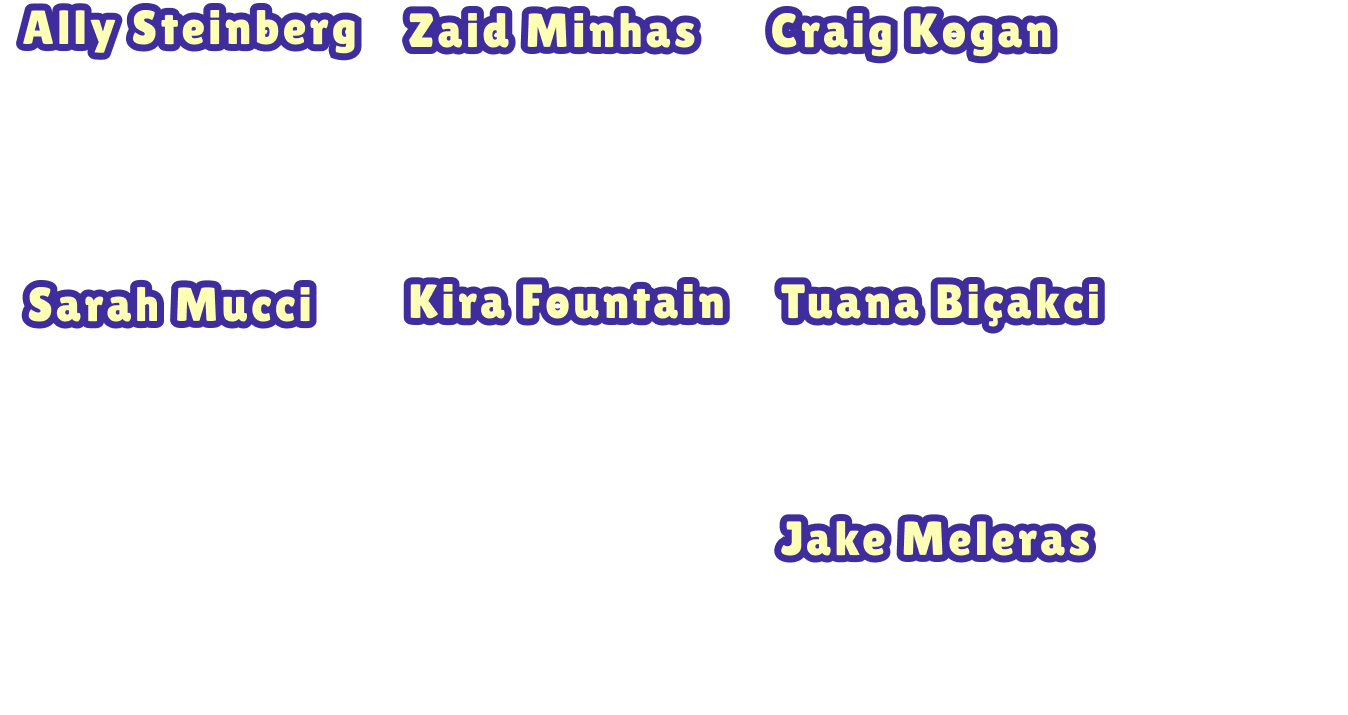 Ally Steinberg
Zaid Minhas
Craig Kogan
Sarah Mucci
Kira Fountain
Tuana Biçakci
Jake Meleras